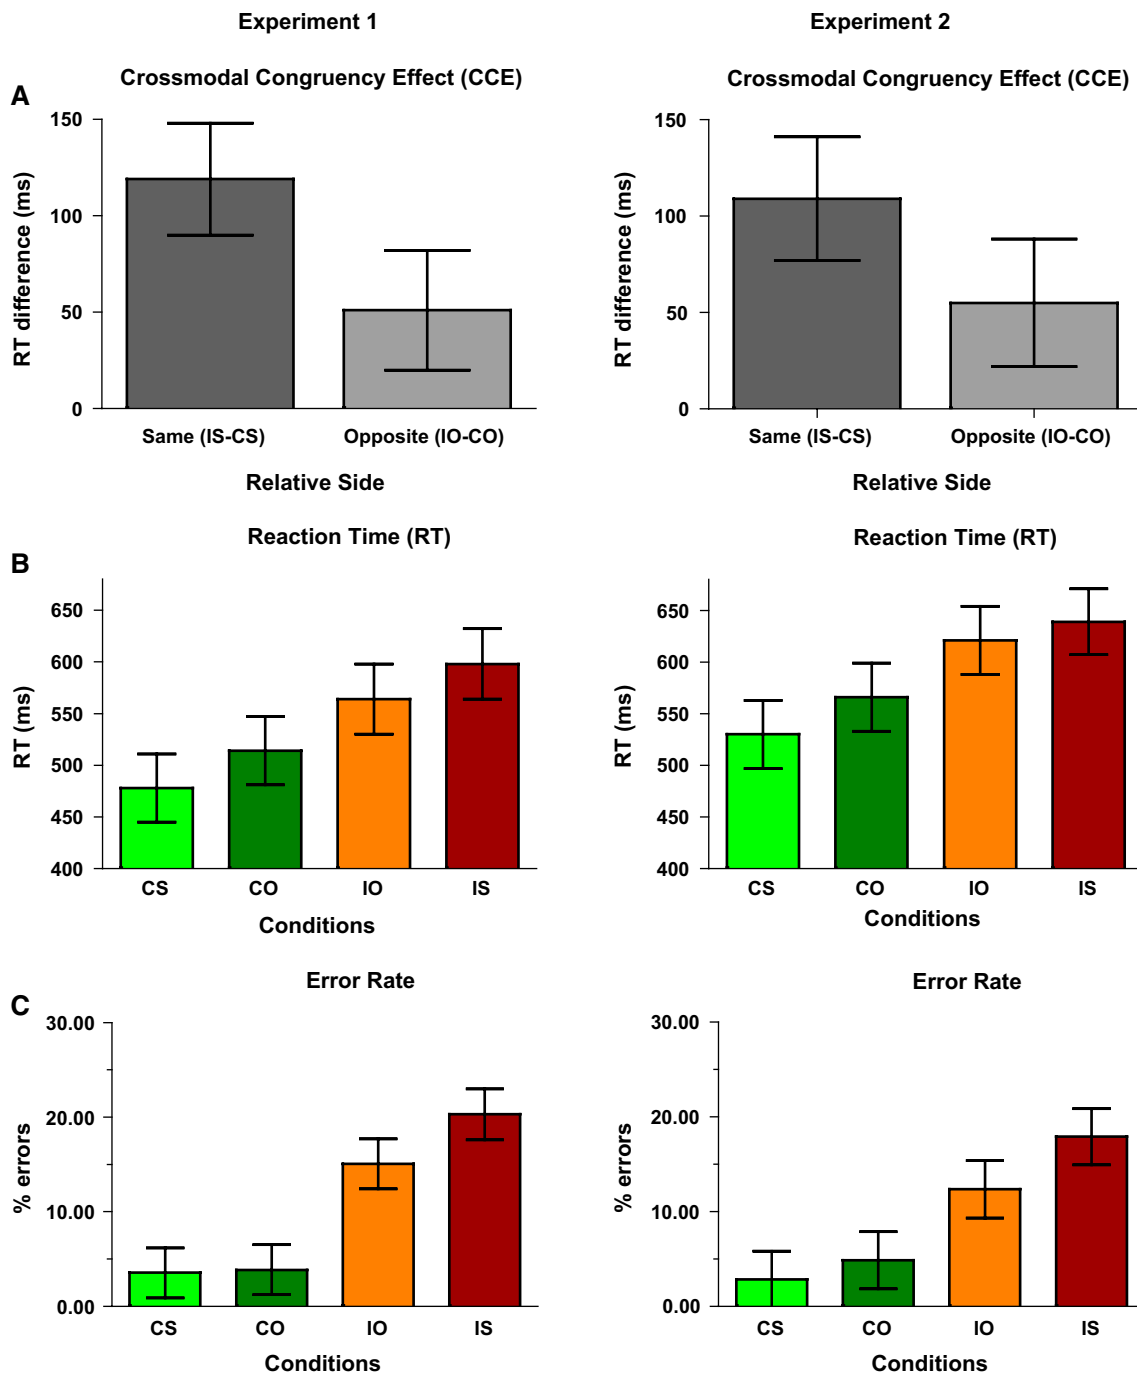 Experiment 1
Experiment 2
Crossmodal Congruency Effect (CCE)
Crossmodal Congruency Effect (CCE)
A
150
100
50
0
RT difference (ms)
Same (IS-CS)
Opposite (IO-CO)
Relative Side
150
100
50
0
RT difference (ms)
Same (IS-CS)
Opposite (IO-CO)
Relative Side
Reaction Time (RT)
Reaction Time (RT)
B
650
600
550
500
450
400
RT (ms)
CS
CO
IO
IS
Conditions
650
600
550
500
450
400
RT (ms)
CS
CO
IO
IS
Conditions
Error Rate
Error Rate
C
30.00
20.00
10.00
0.00
% errors
CS
CO
IO
IS
Conditions
30.00
20.00
10.00
0.00
% errors
CS
CO
IO
IS
Conditions